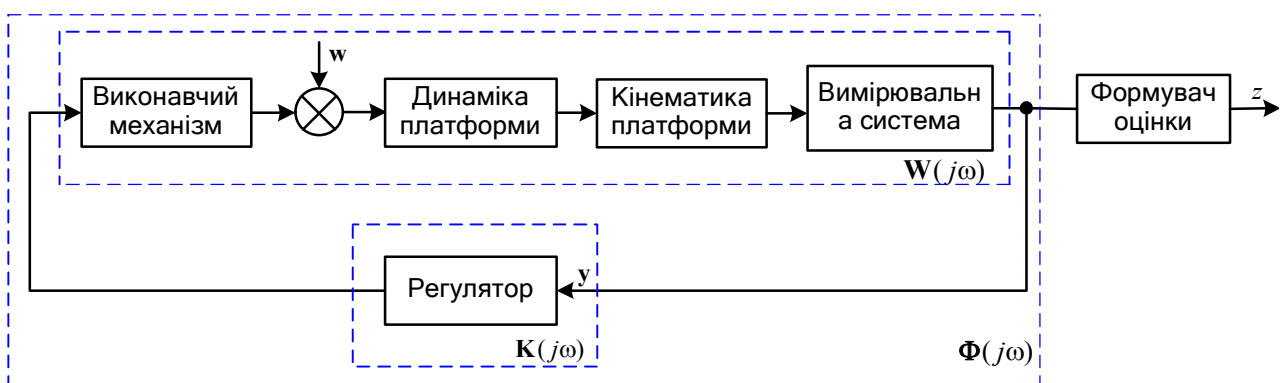 w
Виконавчий
механізм
Динаміка
платформи
Кінематика
платформи
Вимірювальн
а система
Формувач
оцінки
z
W(jω)
Регулятор
y
K(jω)
Φ(jω)